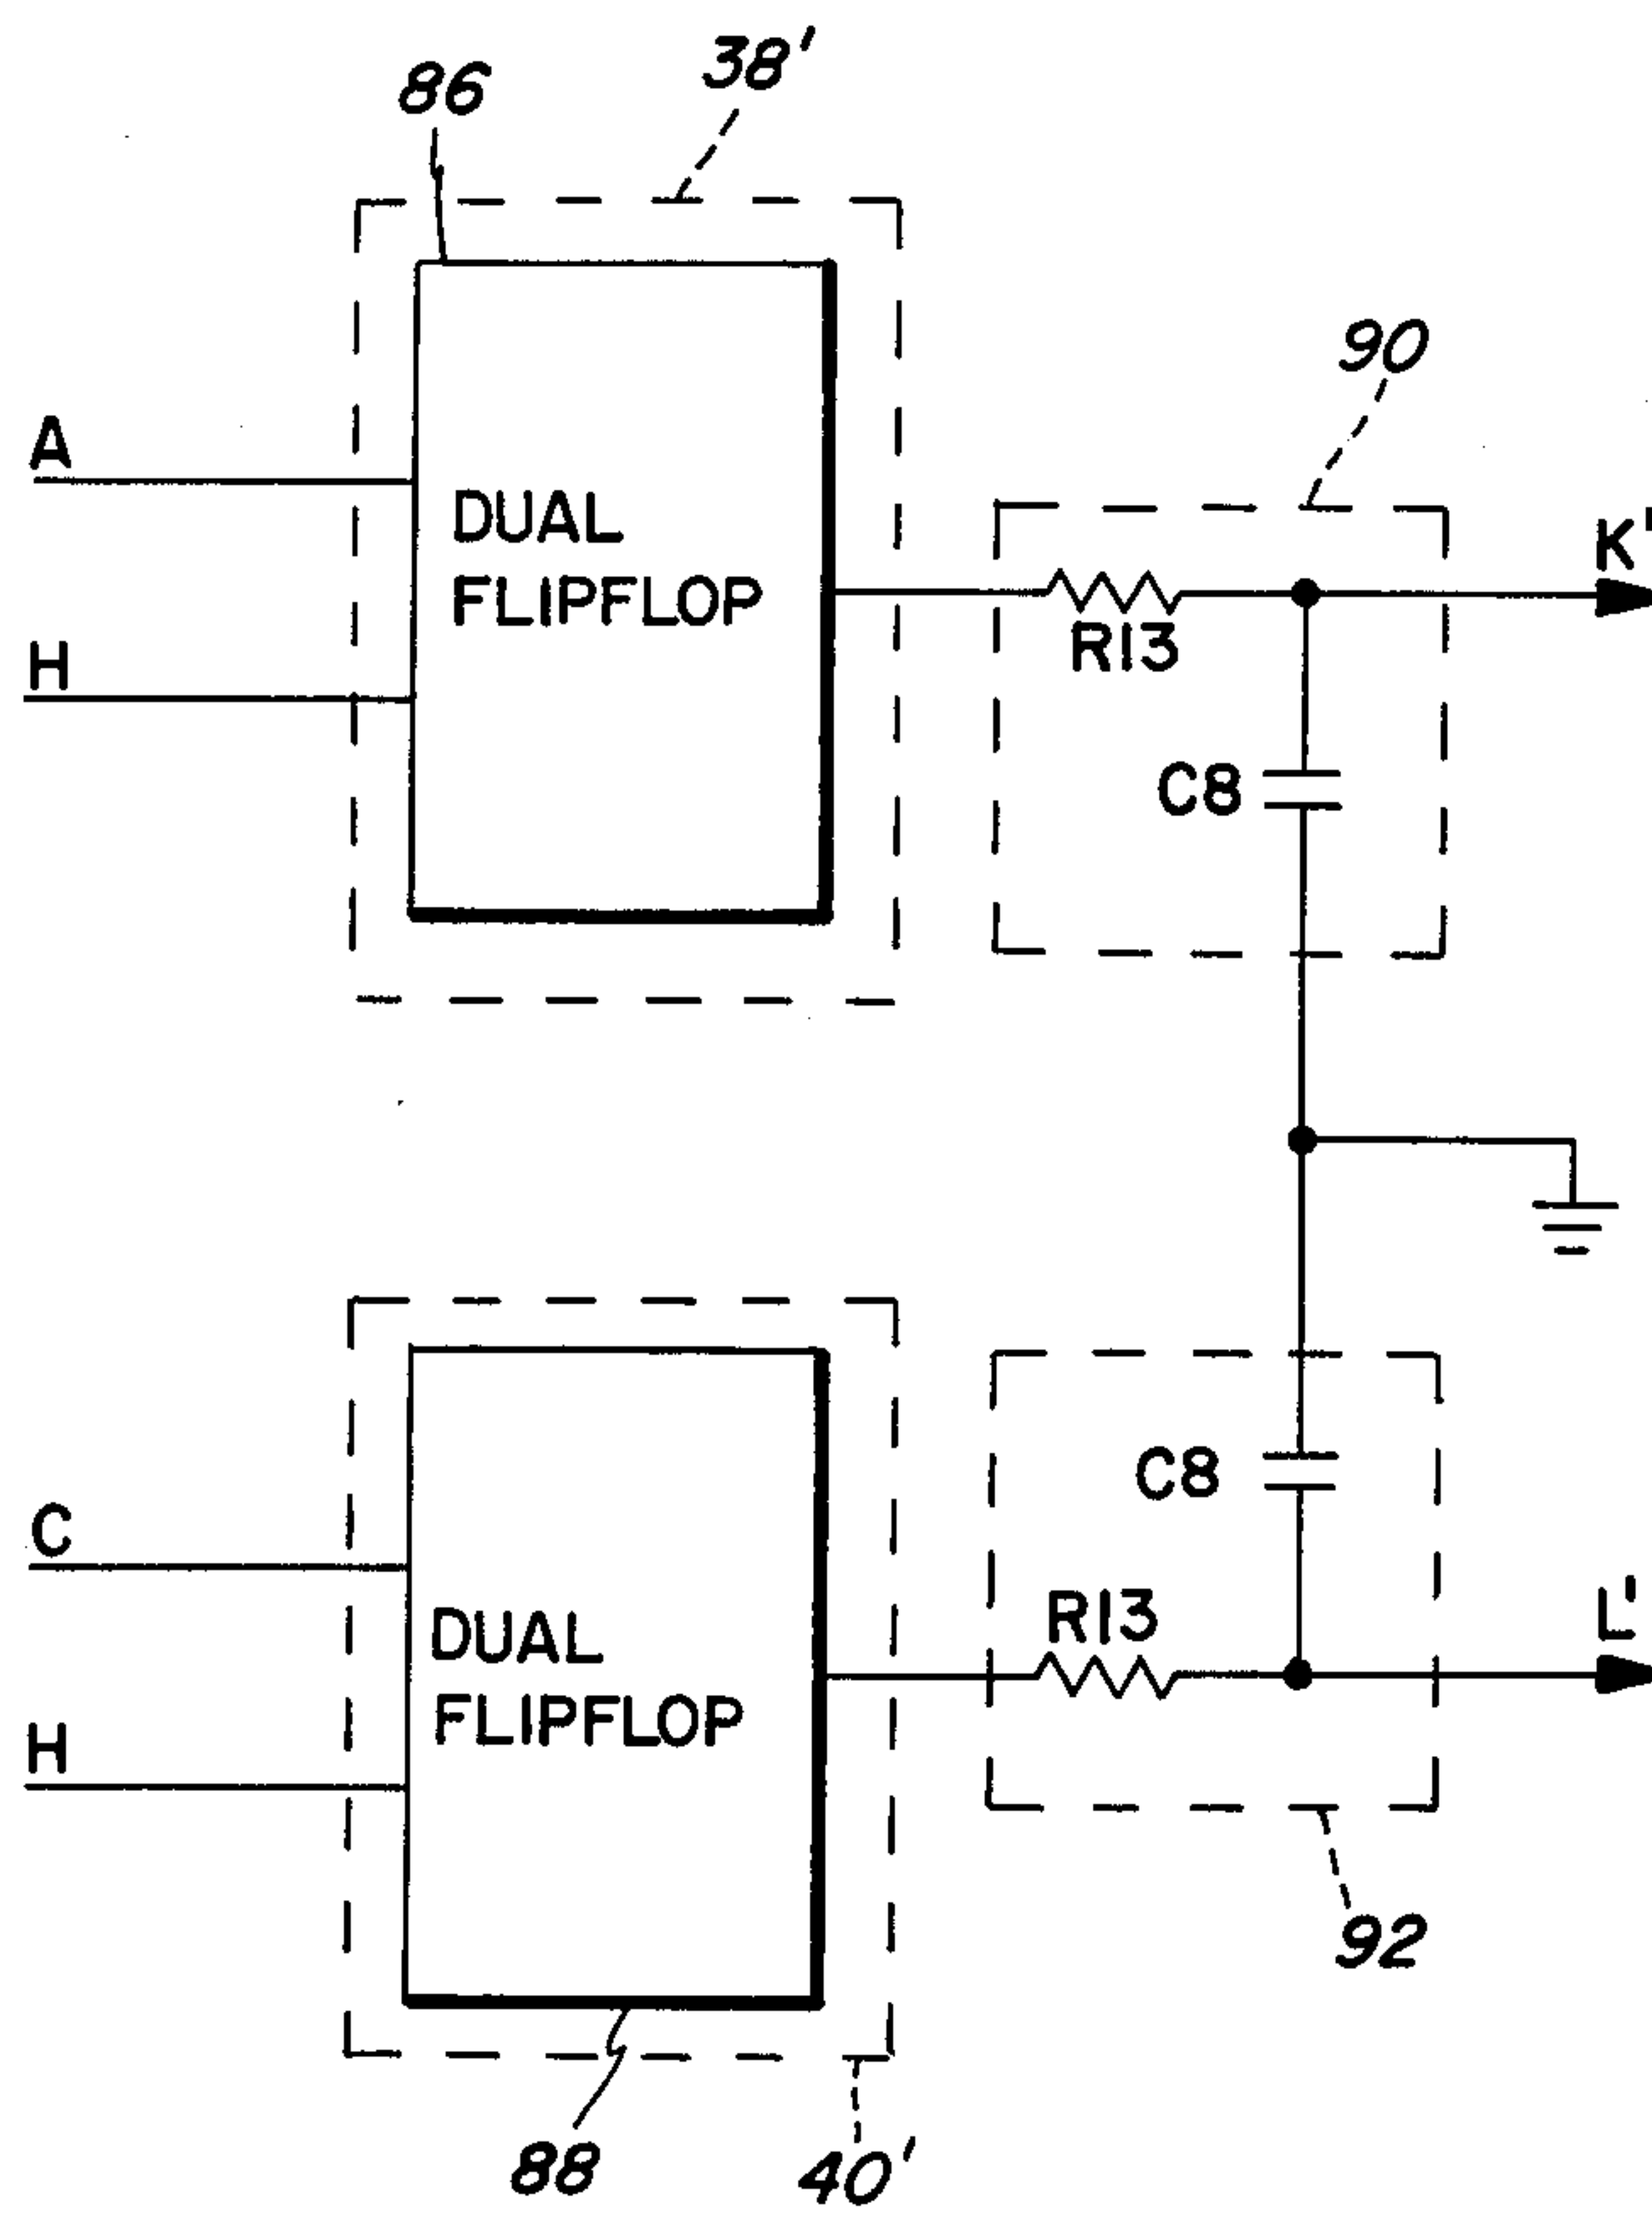 38'
86
90
A
K'
DUAL
FLIPFLOP
R13
H
C8
C8
C
L'
R13
DUAL
FLIPFLOP
H
92
88
40'